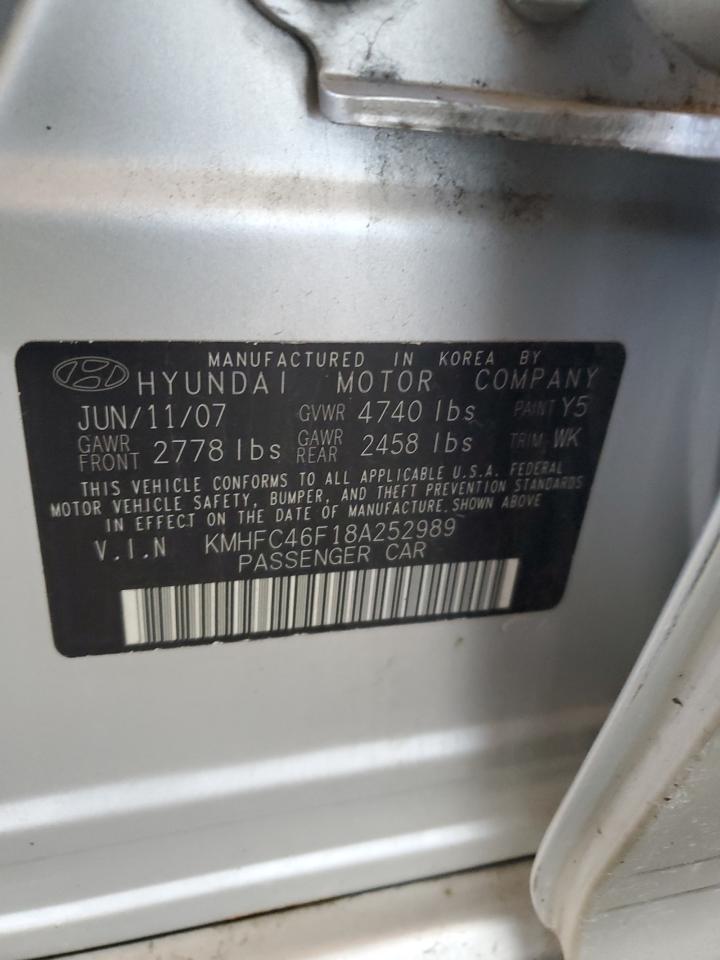 MANUFACTURED IN KOREA BY
HYUNDAI MOTOR COMPANY
JUN/11/07 GVWR 4740 lbs PAINT Y5
GAWR FRONT 2778 lbs GAWR REAR 2458 lbs TRIM WK
THIS VEHICLE CONFORMS TO ALL APPLICABLE U.S.A. FEDERAL
MOTOR VEHICLE SAFETY, BUMPER, AND THEFT PREVENTION STANDARDS
IN EFFECT ON THE DATE OF MANUFACTURE SHOWN ABOVE
V.I.N KMHFC46F18A252989
PASSENGER CAR